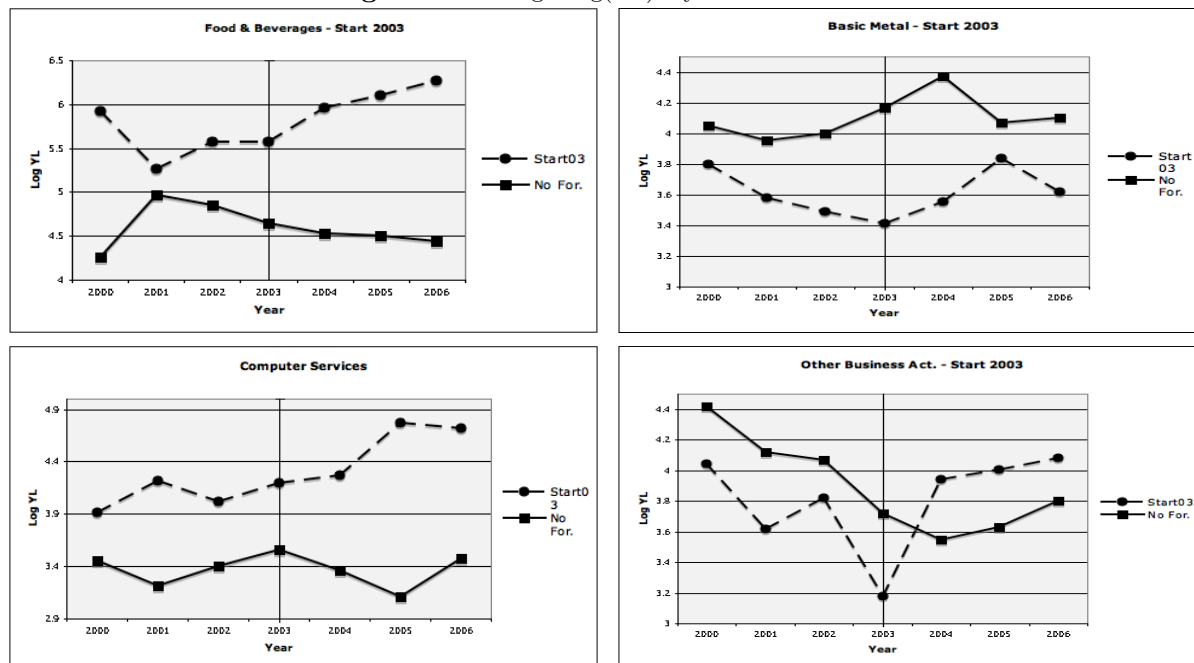 Food & Beverages - Start 2003
6.5
6
5.5
5
4.5
4
Log YL
2000 2001 2002 2003 2004 2005 2006
Year
Start03
No For.
Basic Metal - Start 2003
4.4
4.2
4
3.8
3.6
3.4
3.2
3
Log YL
2000 2001 2002 2003 2004 2005 2006
Year
Start
03
No
For.
Computer Services
4.9
4.4
3.9
3.4
2.9
Log YL
2000 2001 2002 2003 2004 2005 2006
Year
Start0
3
No
For.
Other Business Act. - Start 2003
4.4
4.2
4
3.8
3.6
3.4
3.2
3
Log YL
2000 2001 2002 2003 2004 2005 2006
Year
Start03
No For.